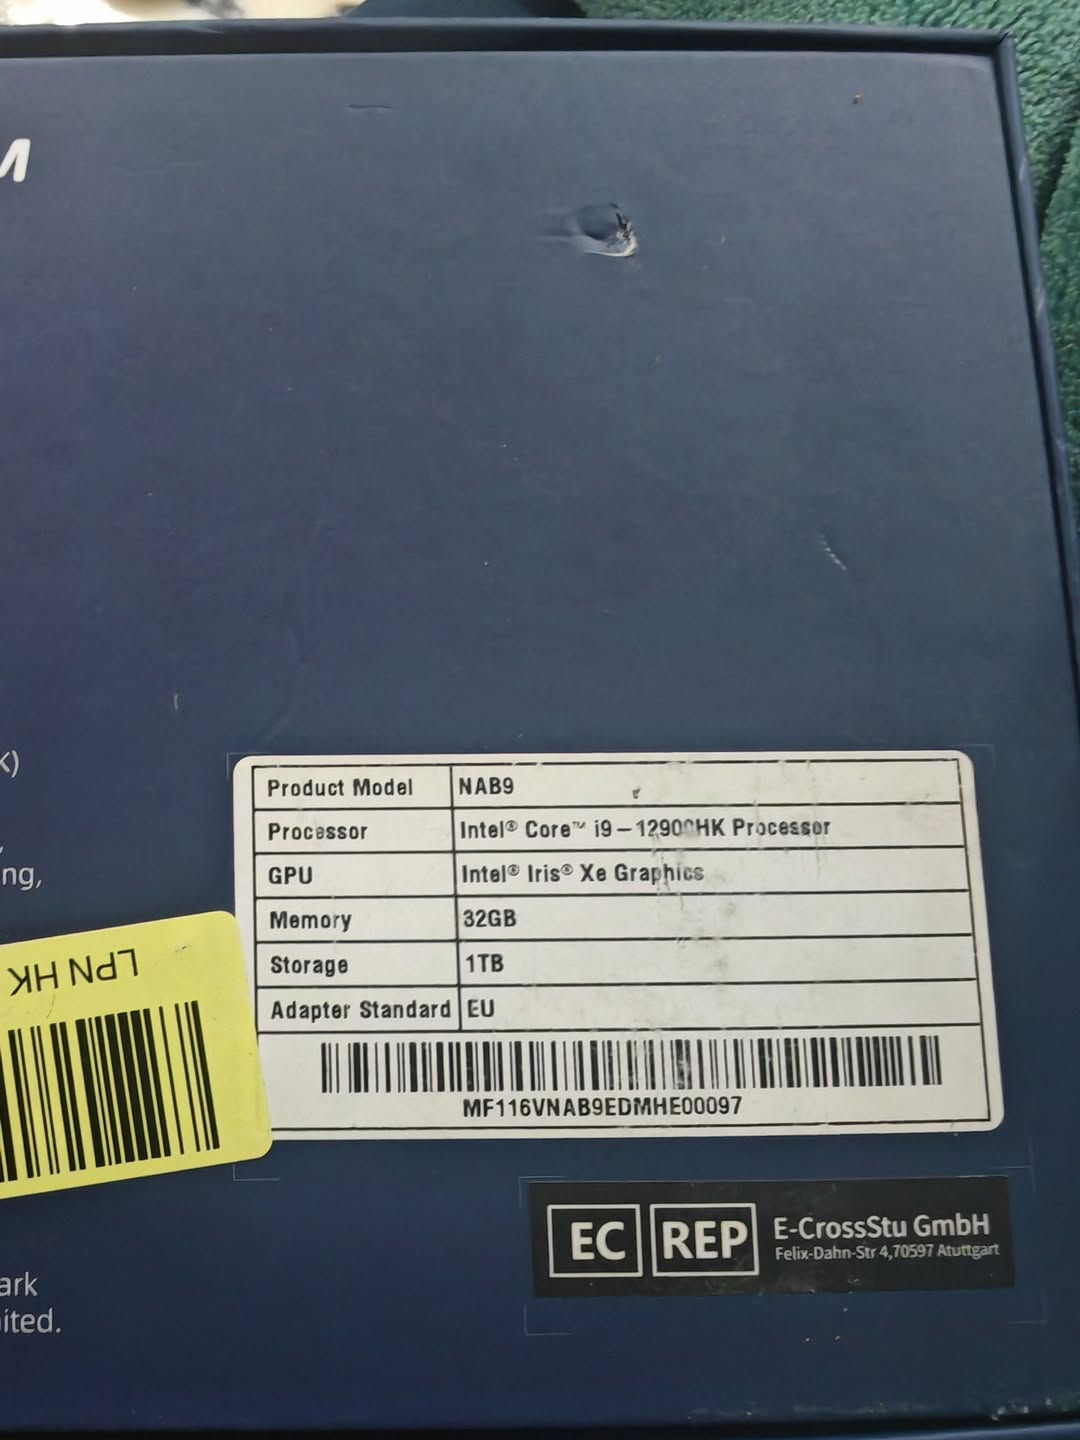 M
K)
ng,
Product Model NAB9
Processor Intel® Core™ i9-12900HK Processor
GPU Intel® Iris® Xe Graphics
Memory 32GB
Storage 1TB
Adapter Standard EU
MF116VNAB9EDMHE00097
LPN HK
EC REP E-CrossStu GmbH
Felix-Dahn-Str 4,70597 Atuttgart
ark
ited.